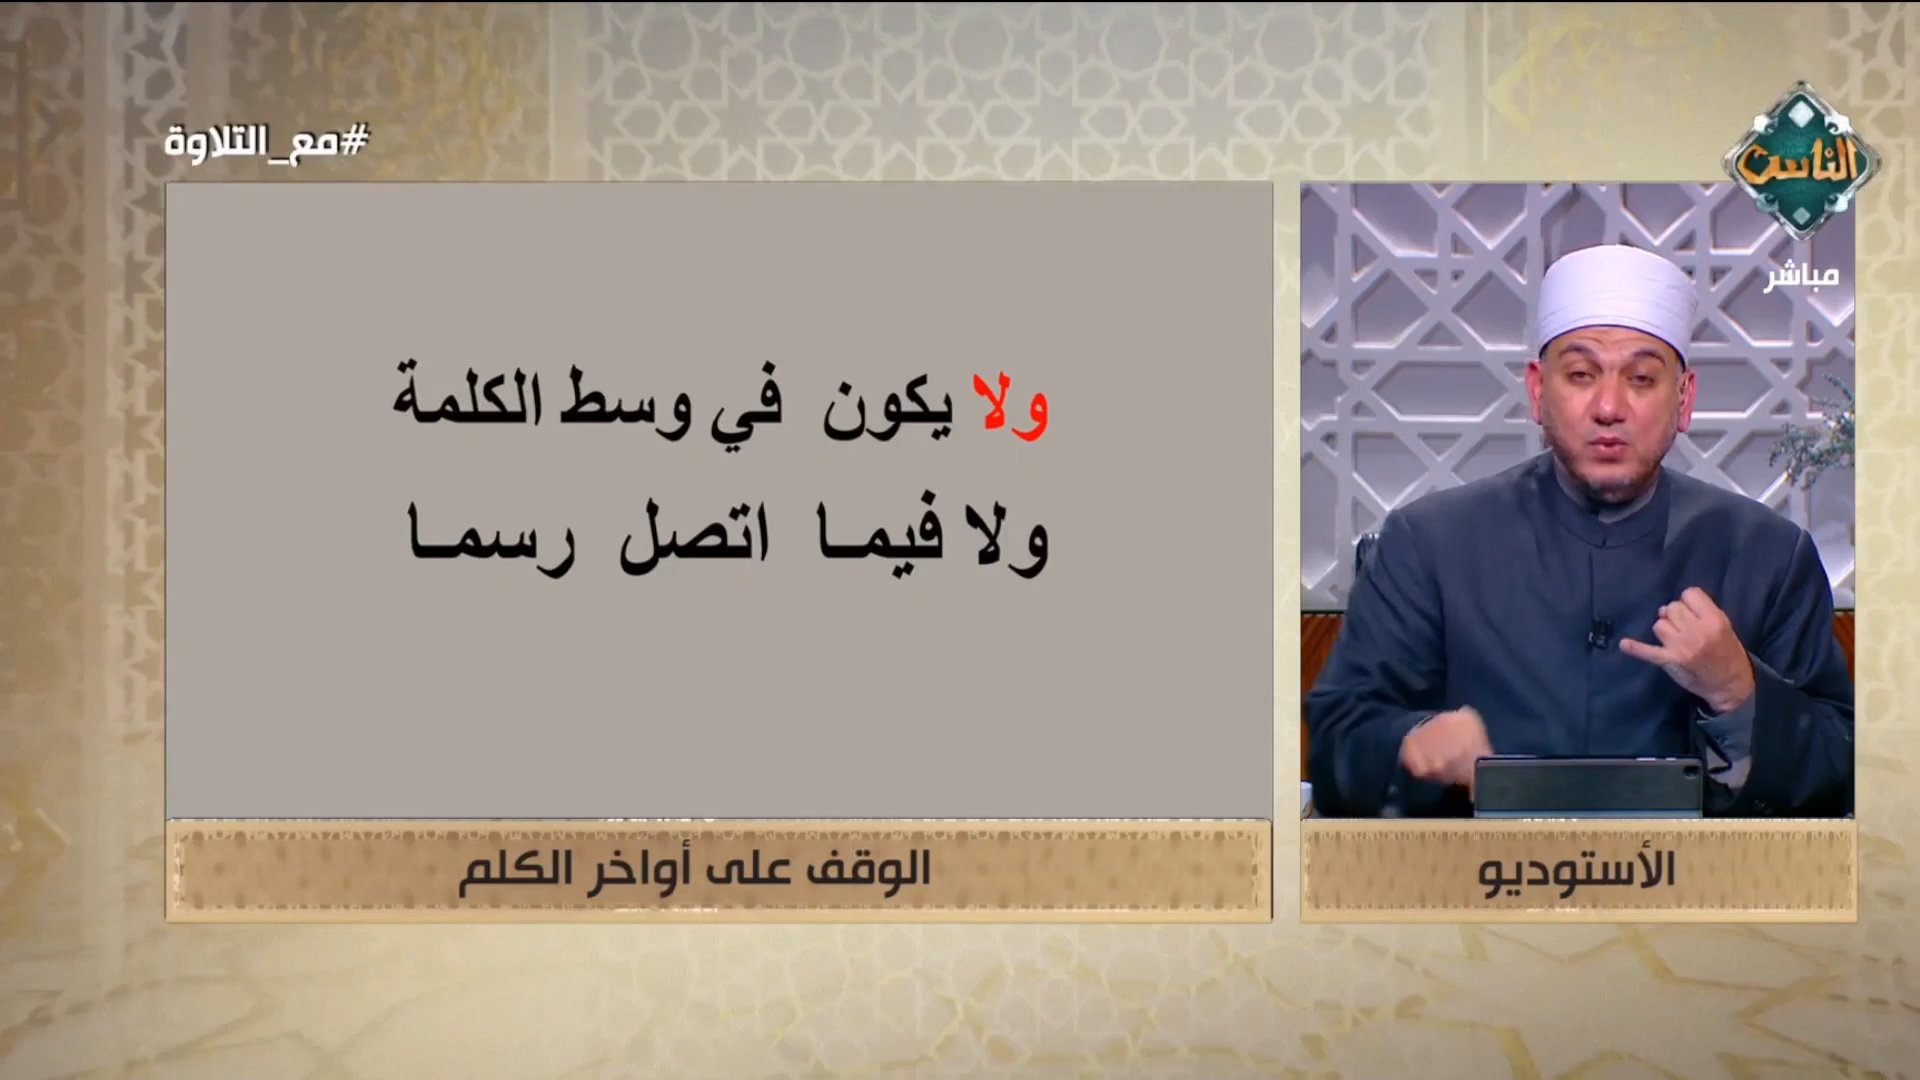 #مع_التلاوة
الناس
مباشر
ولا يكون في وسط الكلمة
ولا فيما اتصل رسما
الوقف على أواخر الكلم
الأستوديو